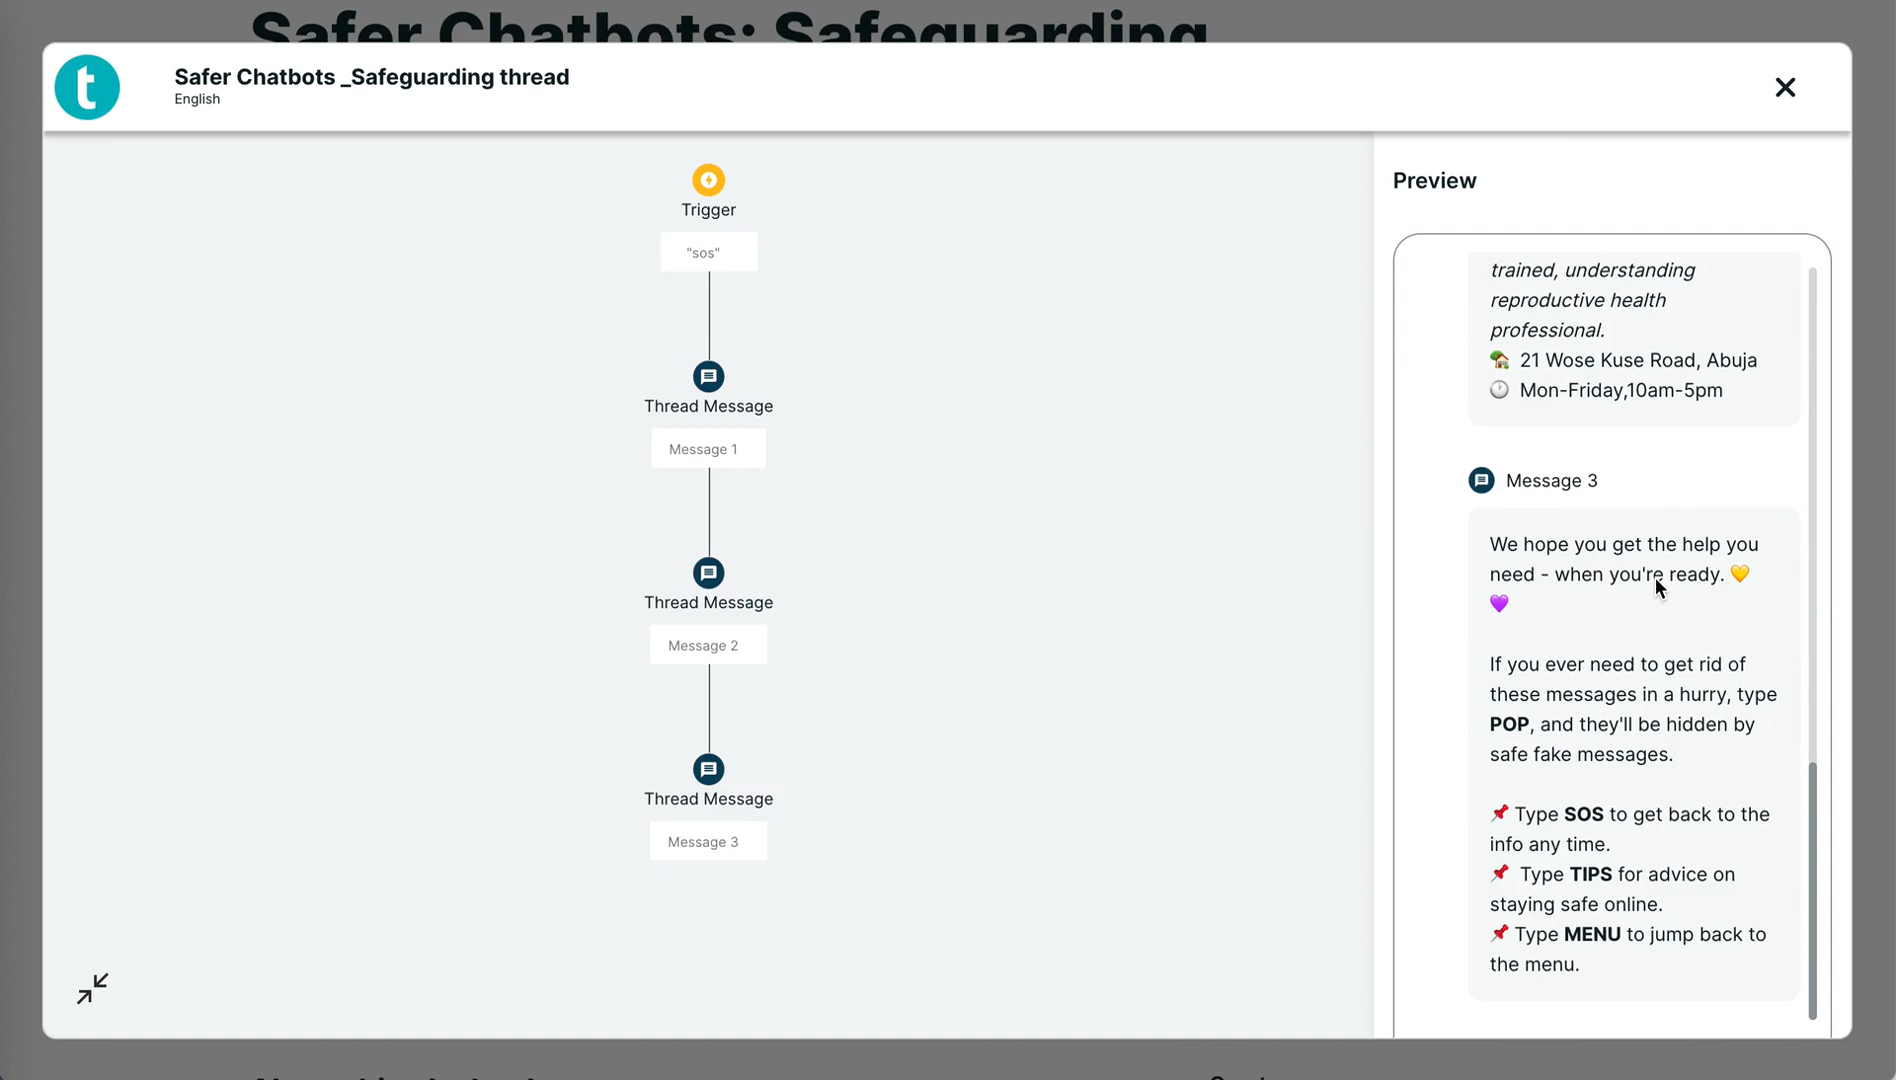 Safer Chatbots: Safeguarding
t
Safer Chatbots _Safeguarding thread
English
Trigger
"sos"
Thread Message
Message 1
Thread Message
Message 2
Thread Message
Message 3
Preview
trained, understanding
reproductive health
professional.
21 Wose Kuse Road, Abuja
Mon-Friday,10am-5pm
Message 3
We hope you get the help you
need - when you're ready. 💛
💜
If you ever need to get rid of
these messages in a hurry, type
POP, and they'll be hidden by
safe fake messages.
📌 Type SOS to get back to the
info any time.
📌 Type TIPS for advice on
staying safe online.
📌 Type MENU to jump back to
the menu.